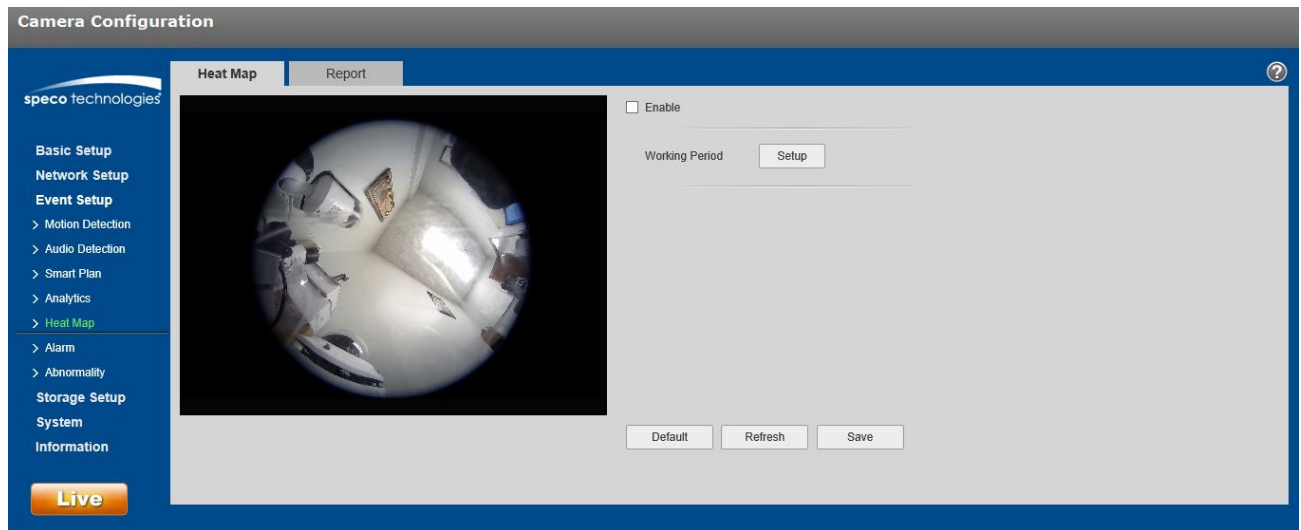 Camera Configuration
Heat Map
Report
speco technologies®
Enable
Basic Setup
Working Period
Setup
Network Setup
Event Setup
> Motion Detection
> Audio Detection
> Smart Plan
> Analytics
> Heat Map
> Alarm
> Abnormality
Storage Setup
System
Information
Default
Refresh
Save
Live